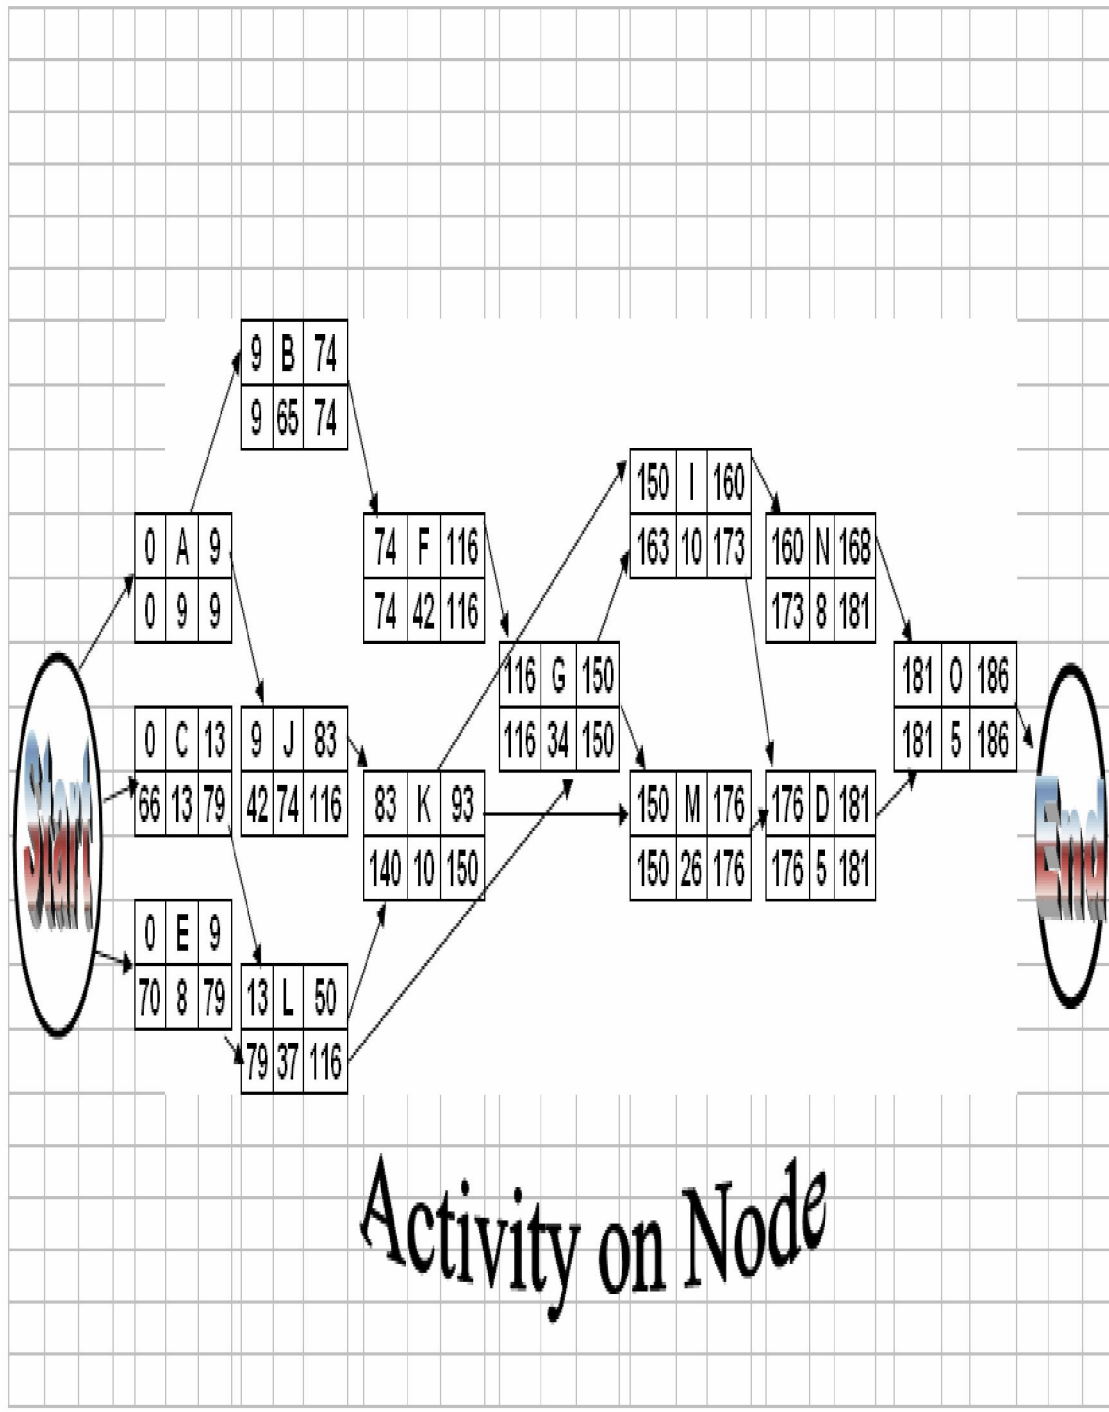 9 B 74
9 65 74
150 I 160
163 10 173
0 A 9
0 9 9
74 F 116
74 42 116
160 N 168
173 8 181
116 G 150
116 34 150
181 O 186
181 5 186
Start
0 C 13
66 13 79
9 J 83
42 74 116
83 K 93
140 10 150
150 M 176
150 26 176
176 D 181
176 5 181
End
0 E 9
70 8 79
13 L 50
79 37 116
Activity on Node